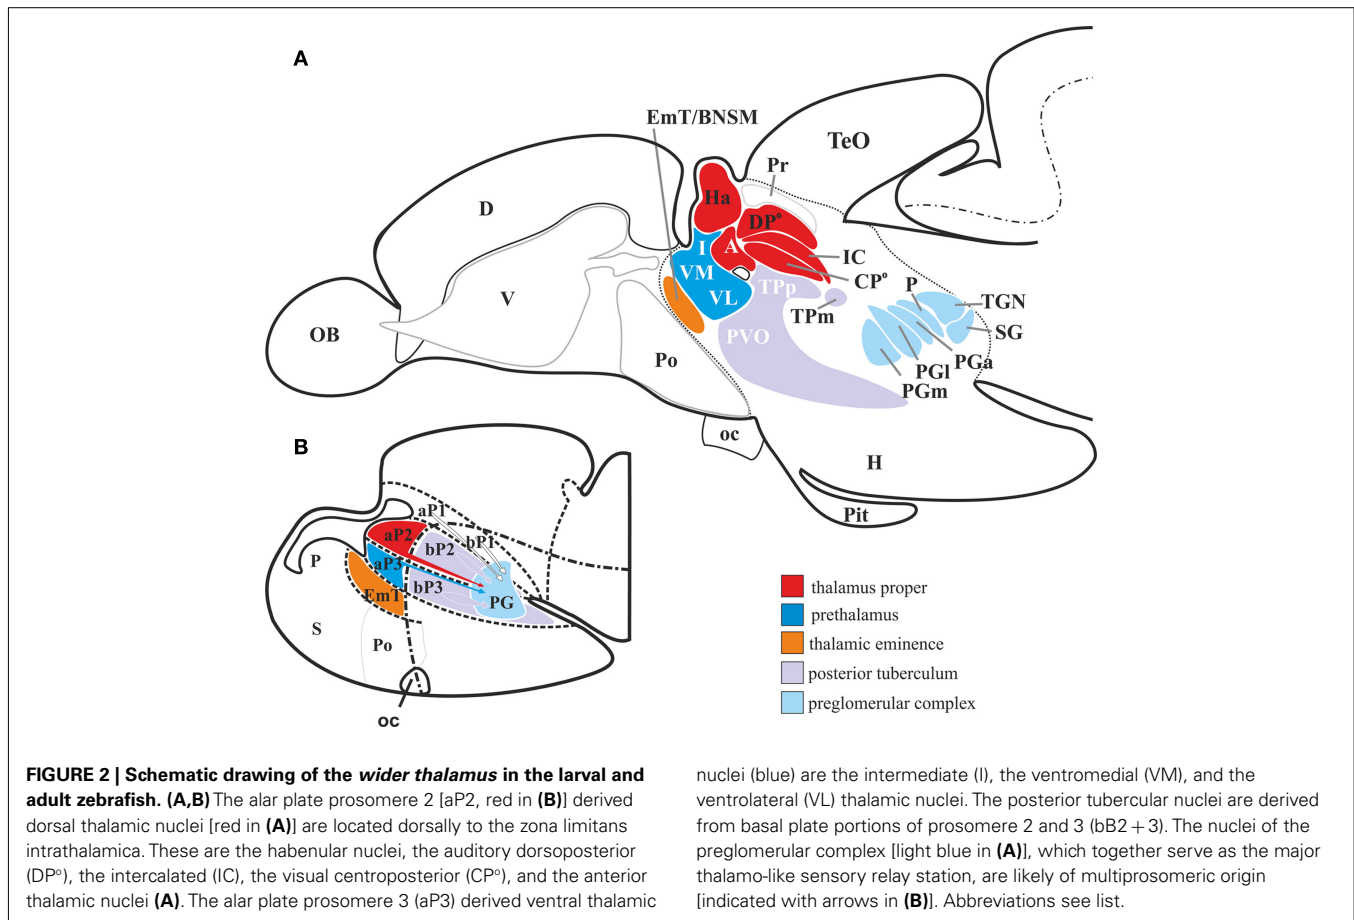 A
EmT/BNSM
TeO
Pr
Ha
D
DPº
I
A
IC
VM
CPº
P
TPp
VL
TGN
V
TPm
OB
SG
PVO
Po
PGa
PGl
PGm
oc
B
H
Pit
aP1
aP2
bP1
bP2
P
aP3
bP3
EmT
PG
S
Po
oc
thalamus proper
prethalamus
thalamic eminence
posterior tuberculum
preglomerular complex
FIGURE 2 | Schematic drawing of the wider thalamus in the larval and
adult zebrafish. (A,B) The alar plate prosomere 2 [aP2, red in (B)] derived
dorsal thalamic nuclei [red in (A)] are located dorsally to the zona limitans
intrathalamica. These are the habenular nuclei, the auditory dorsoposterior
(DPº), the intercalated (IC), the visual centroposterior (CPº), and the anterior
thalamic nuclei (A). The alar plate prosomere 3 (aP3) derived ventral thalamic
nuclei (blue) are the intermediate (I), the ventromedial (VM), and the
ventrolateral (VL) thalamic nuclei. The posterior tubercular nuclei are derived
from basal plate portions of prosomere 2 and 3 (bB2 + 3). The nuclei of the
preglomerular complex [light blue in (A)], which together serve as the major
thalamo-like sensory relay station, are likely of multiprosomeric origin
[indicated with arrows in (B)]. Abbreviations see list.